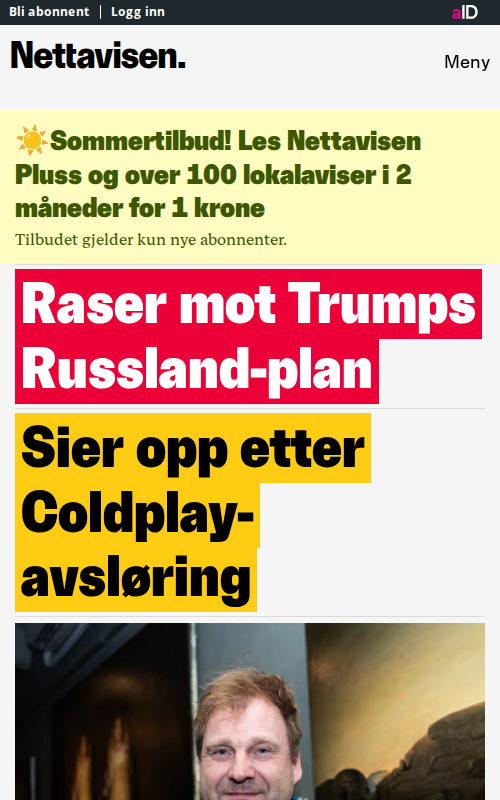 Bli abonnent | Logg inn
aID
Nettavisen.
Meny
☀️Sommertilbud! Les Nettavisen
Pluss og over 100 lokalaviser i 2
måneder for 1 krone
Tilbudet gjelder kun nye abonnenter.
Raser mot Trumps
Russland-plan
Sier opp etter
Coldplay-
avsløring